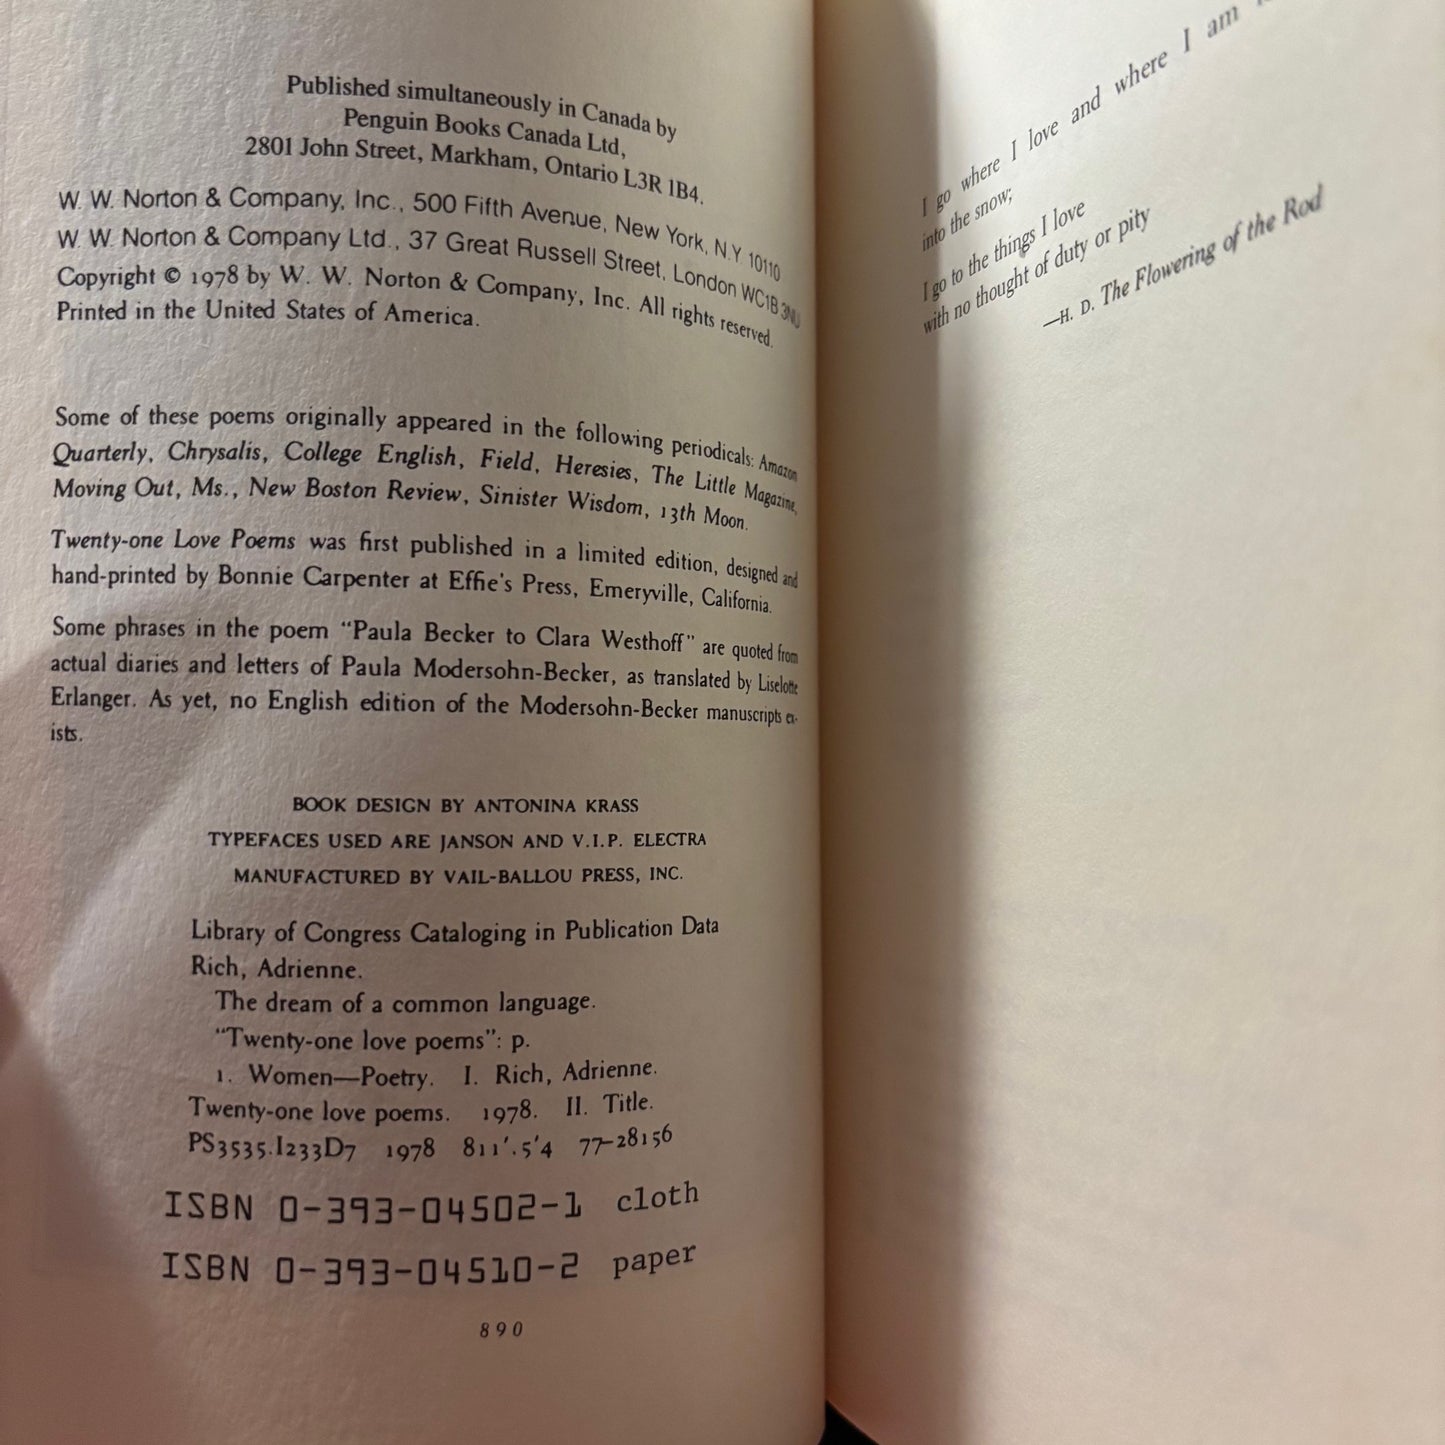 Published simultaneously in Canada by
Penguin Books Canada Ltd,
2801 John Street, Markham, Ontario L3R 1B4.
W. W. Norton & Company, Inc., 500 Fifth Avenue, New York, N.Y. 10110
W. W. Norton & Company Ltd., 37 Great Russell Street, London WC1B 3NU
Copyright © 1978 by W. W. Norton & Company, Inc. All rights reserved.
Printed in the United States of America.
Some of these poems originally appeared in the following periodicals: Amazon
Quarterly, Chrysalis, College English, Field, Heresies, The Little Magazine,
Moving Out, Ms., New Boston Review, Sinister Wisdom, 13th Moon.
Twenty-one Love Poems was first published in a limited edition, designed and
hand-printed by Bonnie Carpenter at Effie's Press, Emeryville, California.
Some phrases in the poem "Paula Becker to Clara Westhoff" are quoted from
actual diaries and letters of Paula Modersohn-Becker, as translated by Liselotte
Erlanger. As yet, no English edition of the Modersohn-Becker manuscripts ex-
ists.
BOOK DESIGN BY ANTONINA KRASS
TYPEFACES USED ARE JANSON AND V.I.P. ELECTRA
MANUFACTURED BY VAIL-BALLOU PRESS, INC.
Library of Congress Cataloging in Publication Data
Rich, Adrienne.
The dream of a common language.
"Twenty-one love poems": p.
1. Women—Poetry. I. Rich, Adrienne.
Twenty-one love poems. 1978. II. Title.
PS3535.I233D7 1978 811'.5'4 77-28156
ISBN 0-393-04502-1 cloth
ISBN 0-393-04510-2 paper
8 9 0
I go where I love and where I am
into the snow;
I go to the things I love
with no thought of duty or pity
—H. D. The Flowering of the Rod